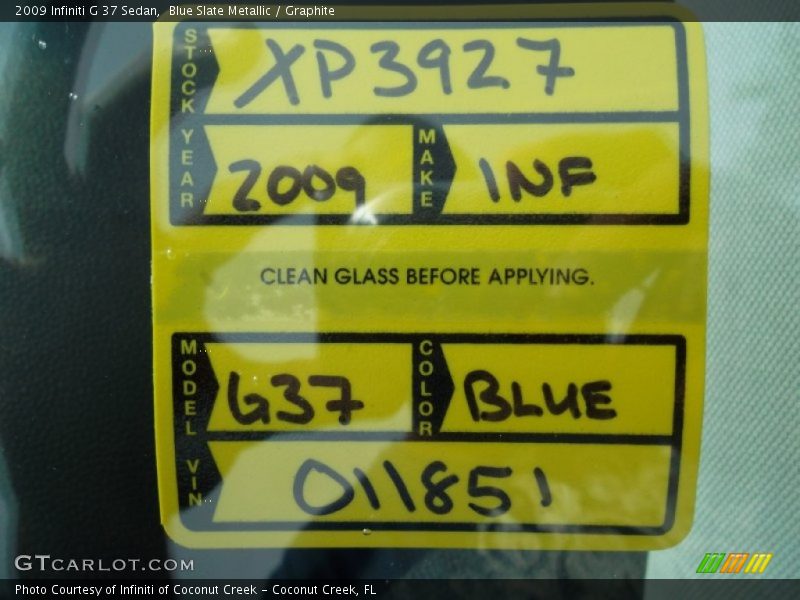 2009 Infiniti G 37 Sedan,  Blue Slate Metallic / Graphite
STOCK XP3927
YEAR 2009 MAKE INF
CLEAN GLASS BEFORE APPLYING.
MODEL G37 COLOR BLUE
VIN 011851
GTCARLOT.COM
Photo Courtesy of Infiniti of Coconut Creek – Coconut Creek, FL